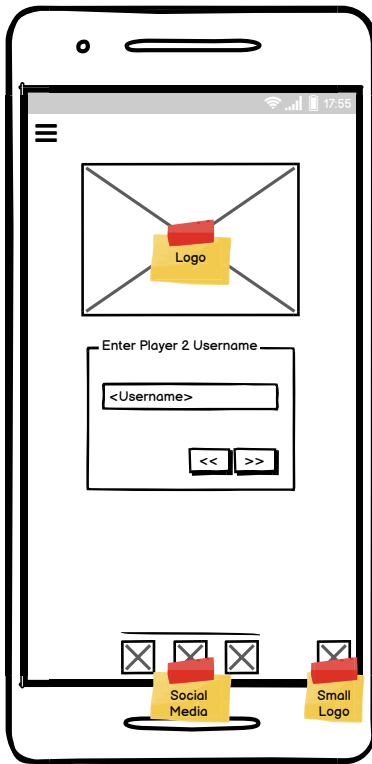 17:55
Logo
Enter Player 2 Username
<Username>
<< >>
Social
Media
Small
Logo